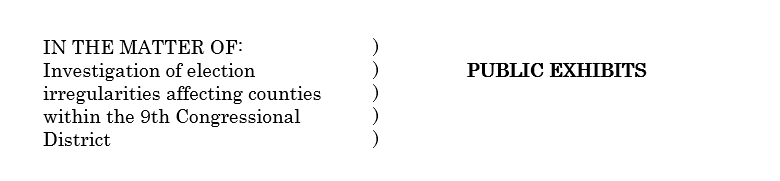 IN THE MATTER OF: )
Investigation of election ) PUBLIC EXHIBITS
irregularities affecting counties )
within the 9th Congressional )
District )